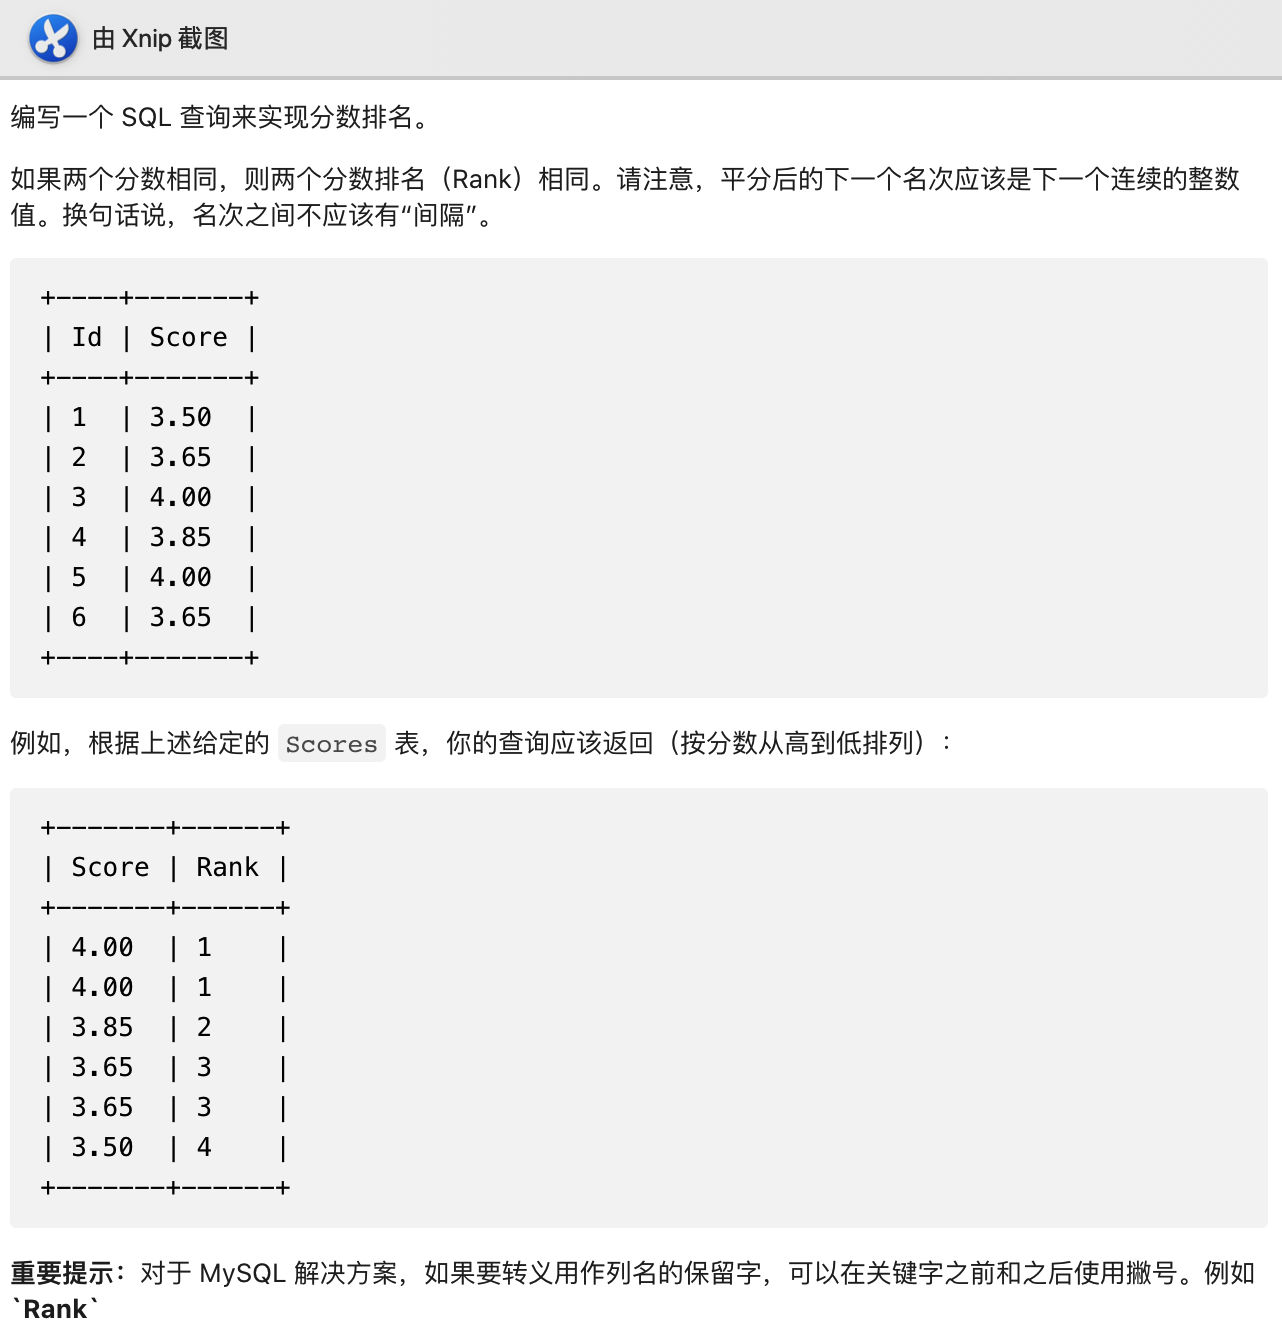 由 Xnip 截图
编写一个 SQL 查询来实现分数排名。
如果两个分数相同，则两个分数排名（Rank）相同。请注意，平分后的下一个名次应该是下一个连续的整数
值。换句话说，名次之间不应该有“间隔”。
+----+-------+
| Id | Score |
+----+-------+
| 1  | 3.50  |
| 2  | 3.65  |
| 3  | 4.00  |
| 4  | 3.85  |
| 5  | 4.00  |
| 6  | 3.65  |
+----+-------+
例如，根据上述给定的 Scores 表，你的查询应该返回（按分数从高到低排列）：
+-------+------+
| Score | Rank |
+-------+------+
| 4.00  | 1    |
| 4.00  | 1    |
| 3.85  | 2    |
| 3.65  | 3    |
| 3.65  | 3    |
| 3.50  | 4    |
+-------+------+
重要提示：对于 MySQL 解决方案，如果要转义用作列名的保留字，可以在关键字之前和之后使用撇号。例如
`Rank`